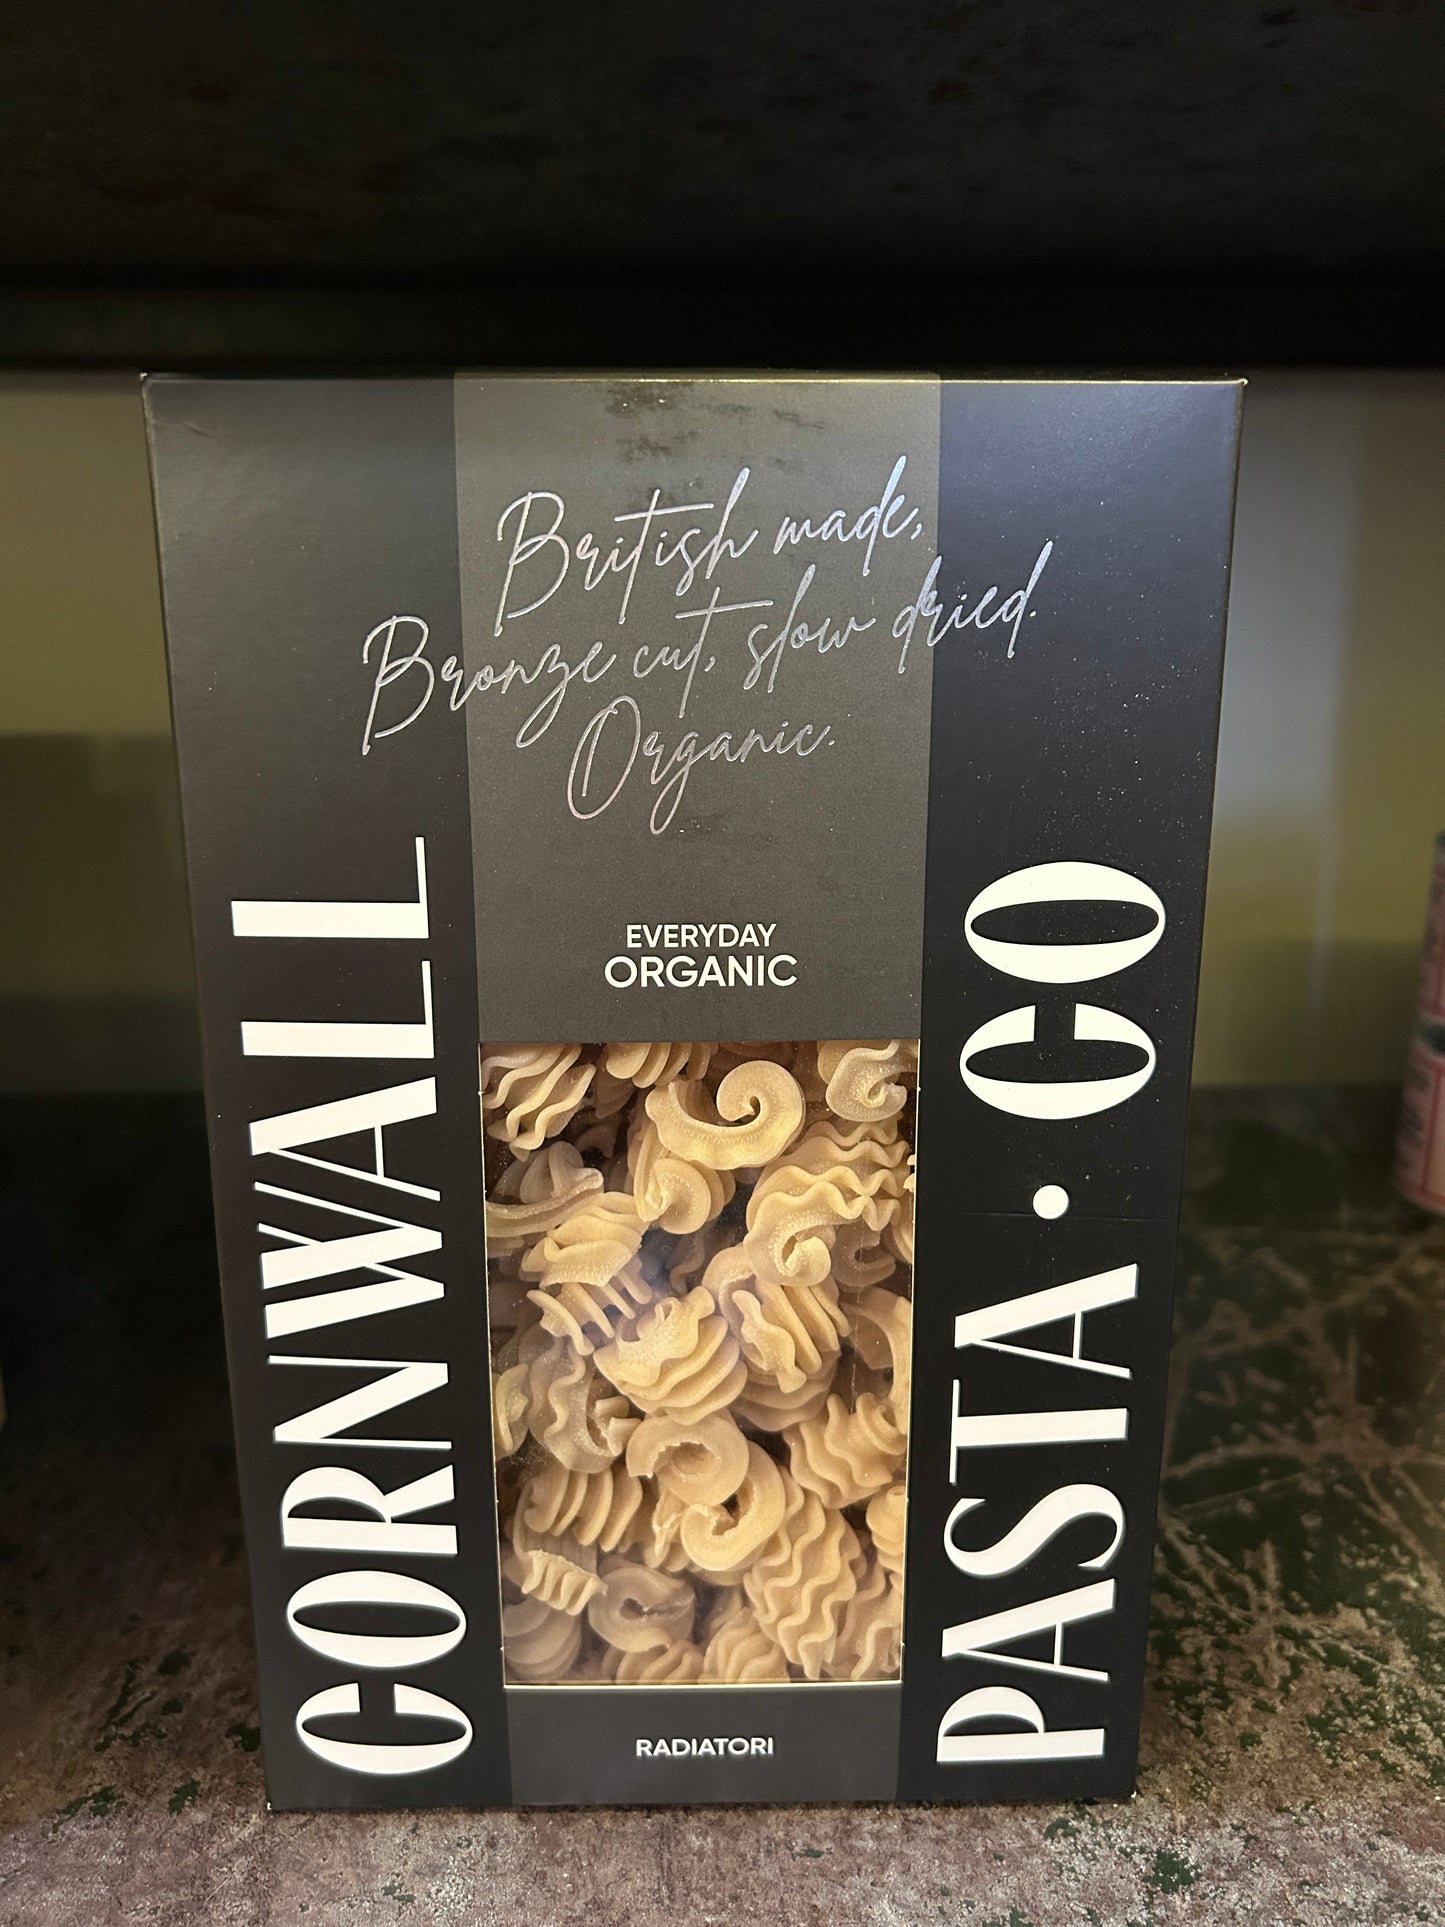 British made,
Bronze cut, slow dried.
Organic.
EVERYDAY
ORGANIC
CORNWALL
PASTA • CO
RADIATORI